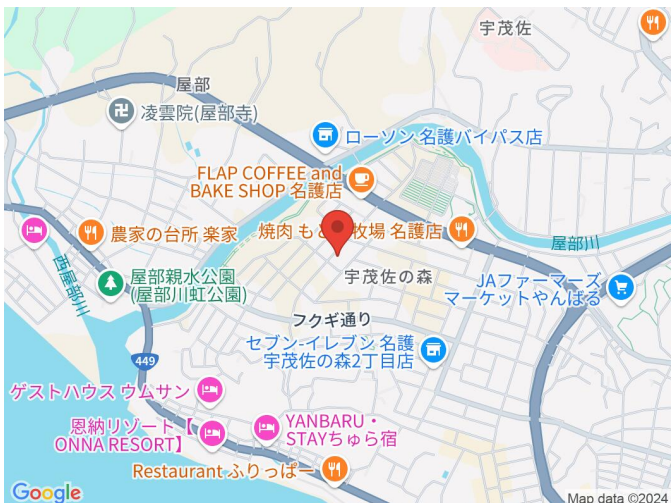 宇茂佐
屋部
凌雲院(屋部寺)
ローソン 名護バイパス店
FLAP COFFEE and
BAKE SHOP 名護店
焼肉 もと
牧場 名護店
農家の台所 楽家
屋部川
宇茂佐の森
西屋部川
屋部親水公園
(屋部川虹公園)
JAファーマーズ
マーケットやんばる
フクギ通り
セブン-イレブン 名護
宇茂佐の森2丁目店
449
ゲストハウス ウムサン
恩納リゾート【
ONNA RESORT】
YANBARU・
STAYちゅら宿
Restaurant ふりっぱー
Google
Map data ©2024